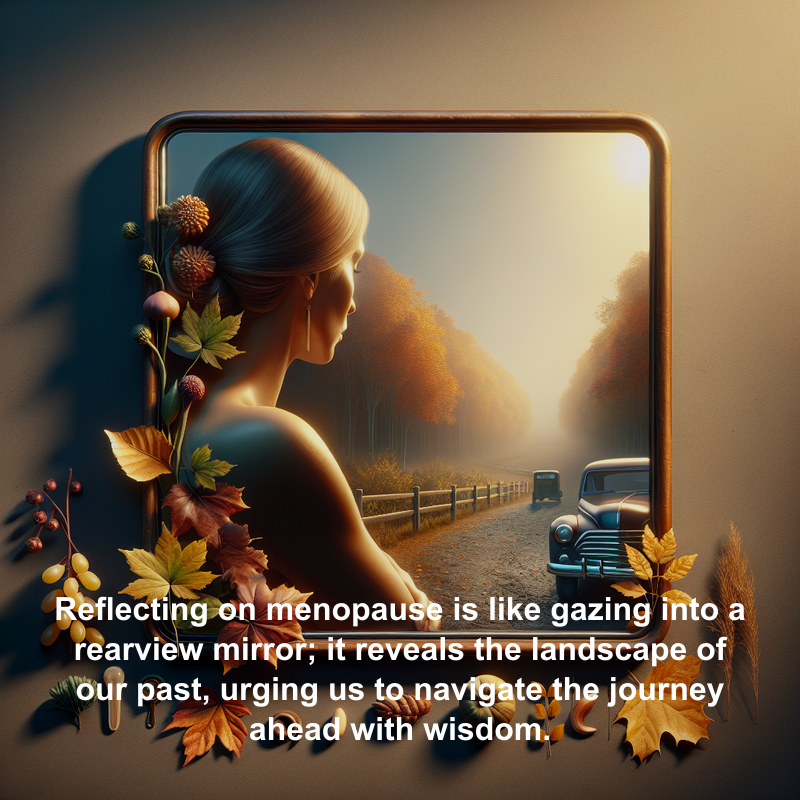 Reflecting on menopause is like gazing into a
rearview mirror; it reveals the landscape of
our past, urging us to navigate the journey
ahead with wisdom.